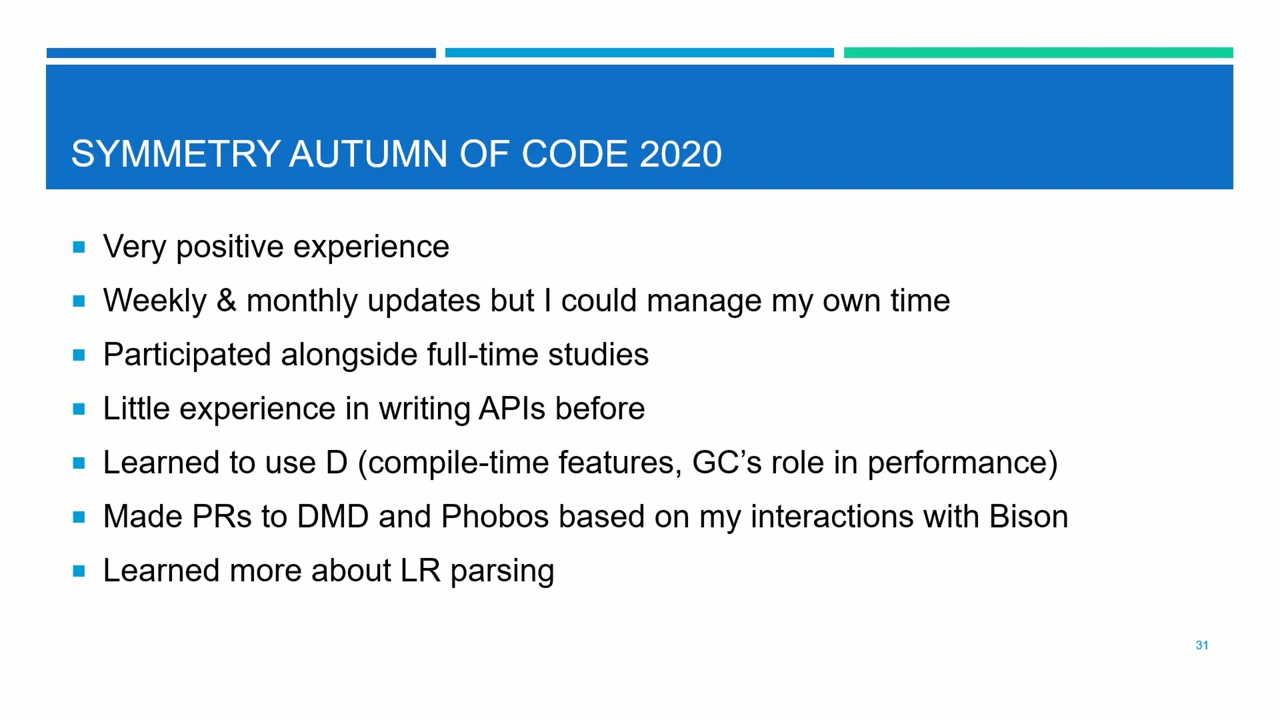 SYMMETRY AUTUMN OF CODE 2020
Very positive experience
Weekly & monthly updates but I could manage my own time
Participated alongside full-time studies
Little experience in writing APIs before
Learned to use D (compile-time features, GC’s role in performance)
Made PRs to DMD and Phobos based on my interactions with Bison
Learned more about LR parsing
31